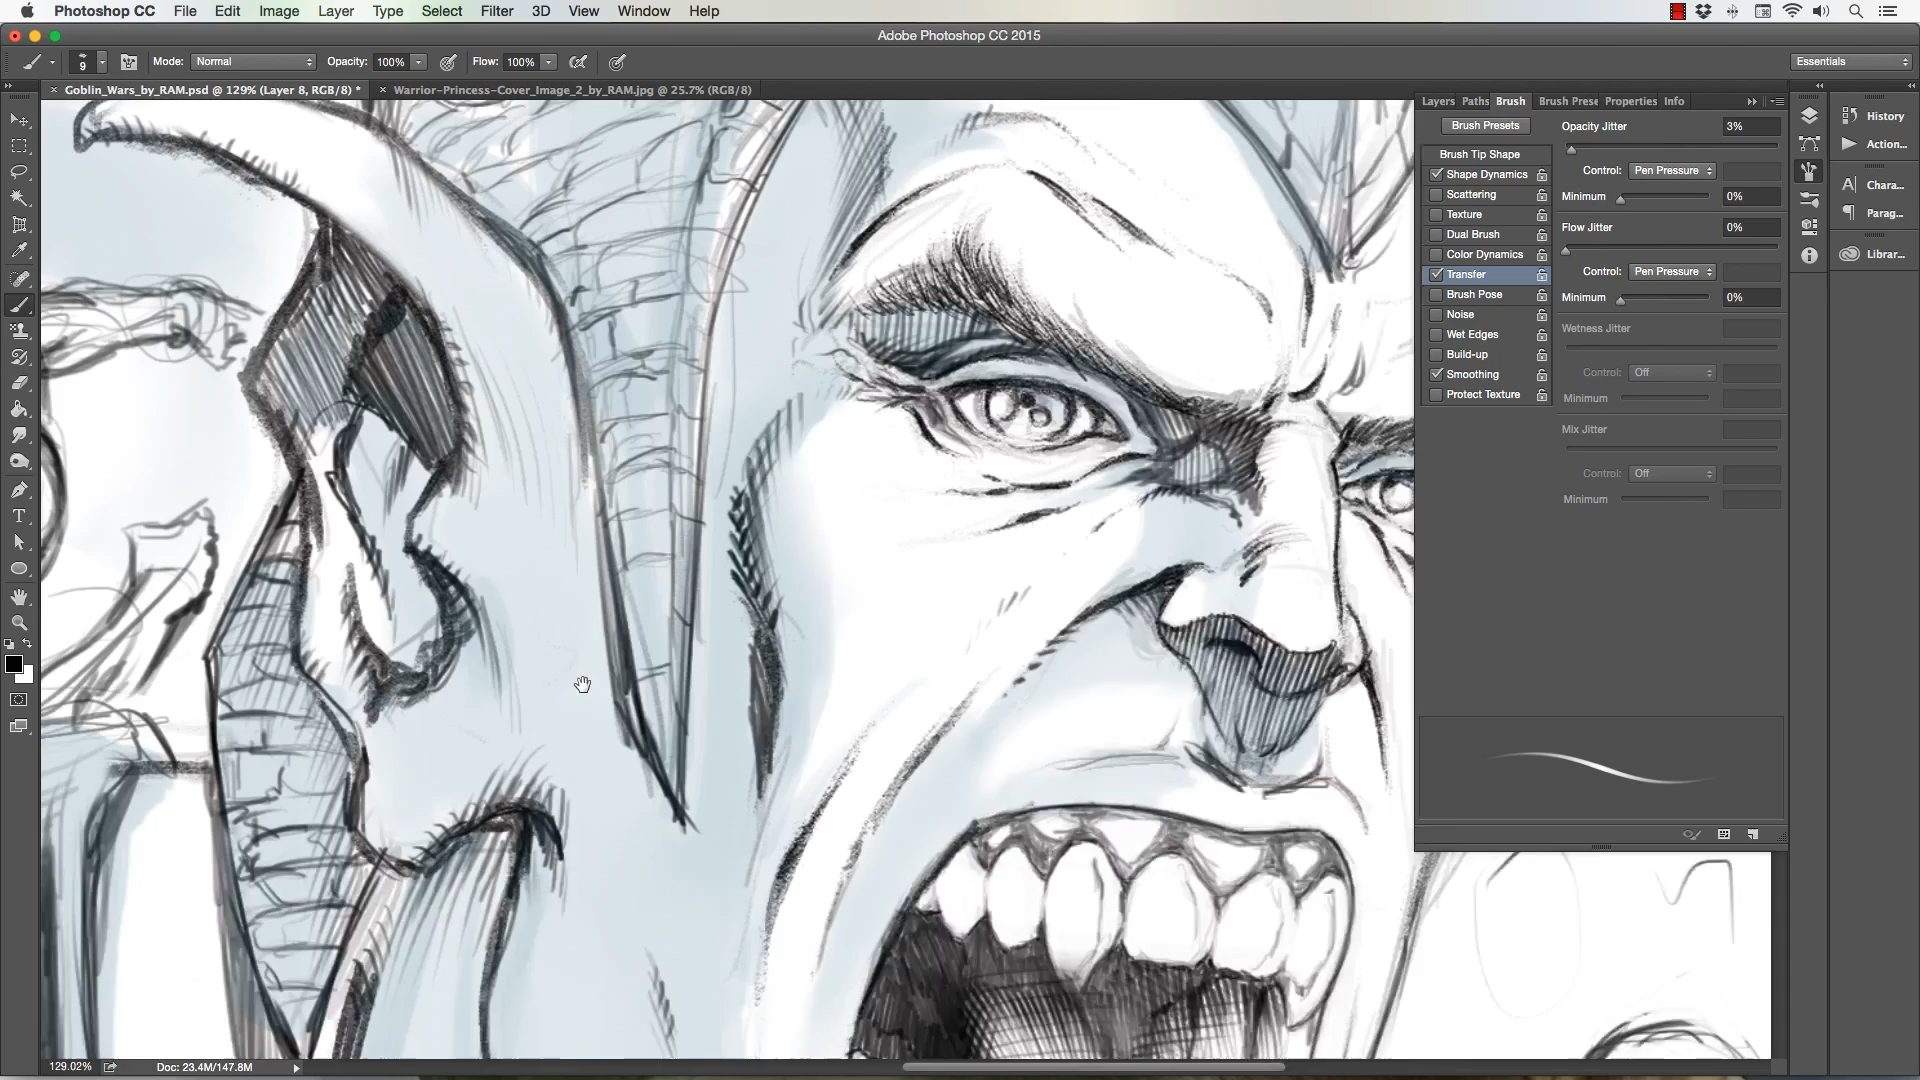 Photoshop CC File Edit Image Layer Type Select Filter 3D View Window Help
Adobe Photoshop CC 2015
9 Mode: Normal Opacity: 100% Flow: 100% Essentials
Goblin_Wars_by_RAM.psd @ 129% (Layer 8, RGB/8) * Warrior-Princess-Cover_Image_2_by_RAM.jpg @ 25.7% (RGB/8)
Layers Paths Brush Brush Prese Properties Info
Brush Presets
Brush Tip Shape
Shape Dynamics
Scattering
Texture
Dual Brush
Color Dynamics
Transfer
Brush Pose
Noise
Wet Edges
Build-up
Smoothing
Protect Texture
Opacity Jitter 3%
Control: Pen Pressure
Minimum 0%
Flow Jitter 0%
Control: Pen Pressure
Minimum 0%
Wetness Jitter
Control: Off
Minimum
Mix Jitter
Control: Off
Minimum
History
Action...
Chara...
Parag...
Librar...
129.02% Doc: 23.4M/147.8M